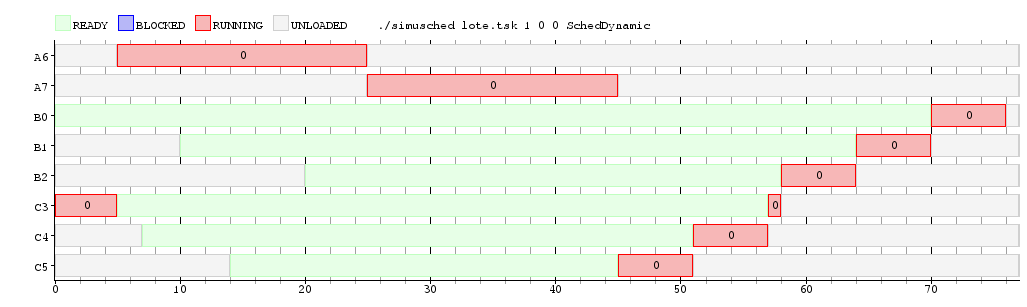 READY BLOCKED RUNNING UNLOADED ./simusched lote.tsk 1 0 0 SchedDynamic
A6 0
A7 0
B0 0
B1 0
B2 0
C3 0 0
C4 0
C5 0
0 10 20 30 40 50 60 70